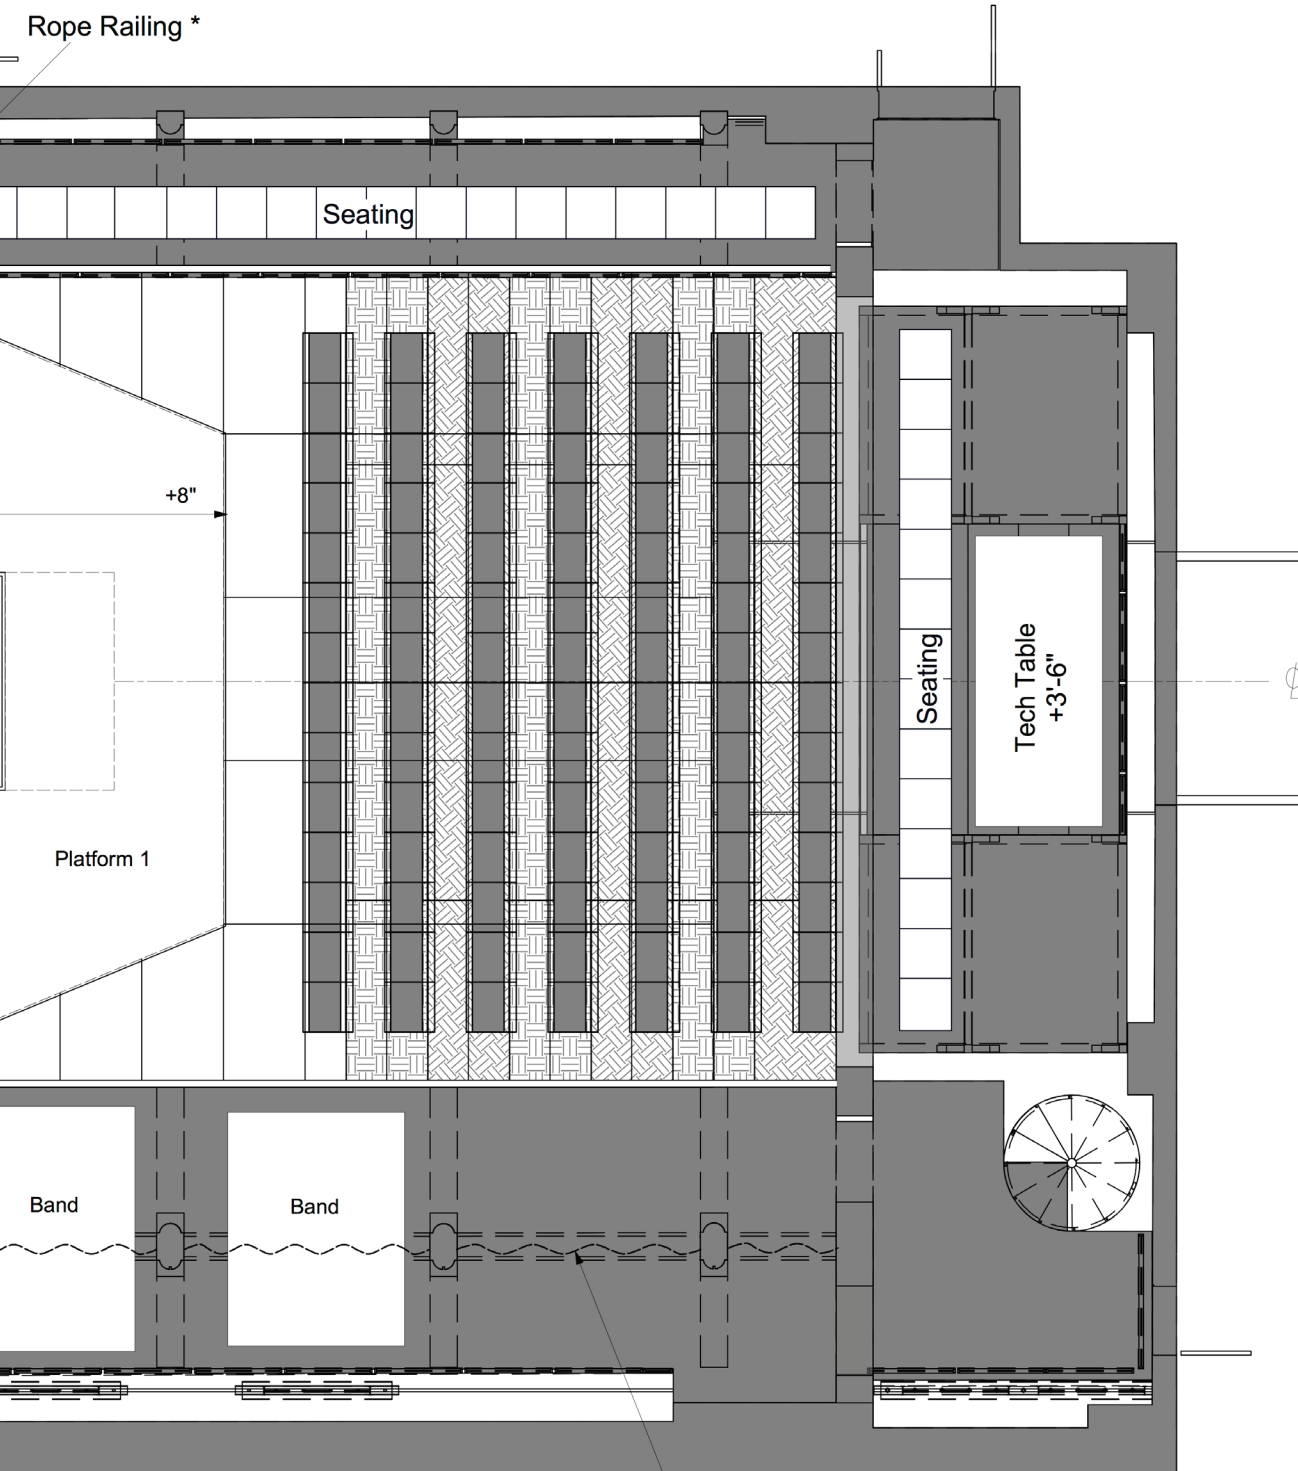 Rope Railing *
Seating
+8"
Seating
Tech Table
+3'-6"
Platform 1
Band
Band